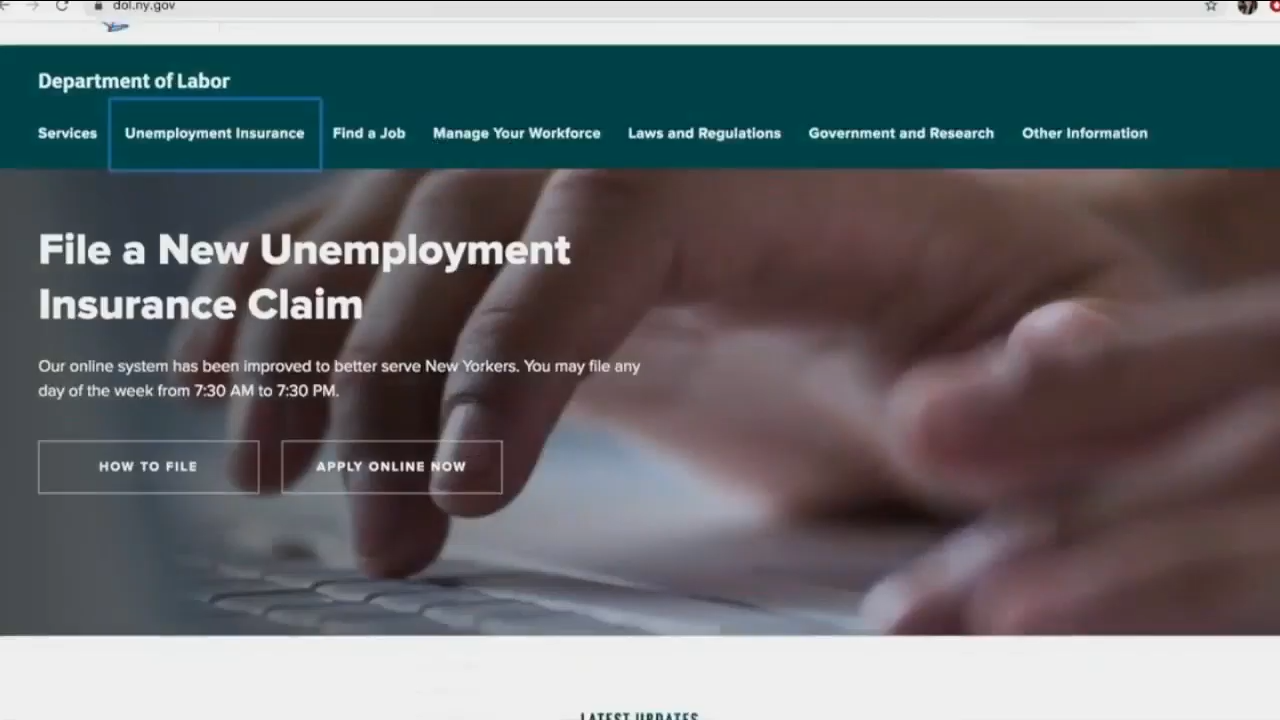 dol.ny.gov
Department of Labor
Services Unemployment Insurance Find a Job Manage Your Workforce Laws and Regulations Government and Research Other Information
File a New Unemployment
Insurance Claim
Our online system has been improved to better serve New Yorkers. You may file any
day of the week from 7:30 AM to 7:30 PM.
HOW TO FILE APPLY ONLINE NOW
LATEST UPDATES